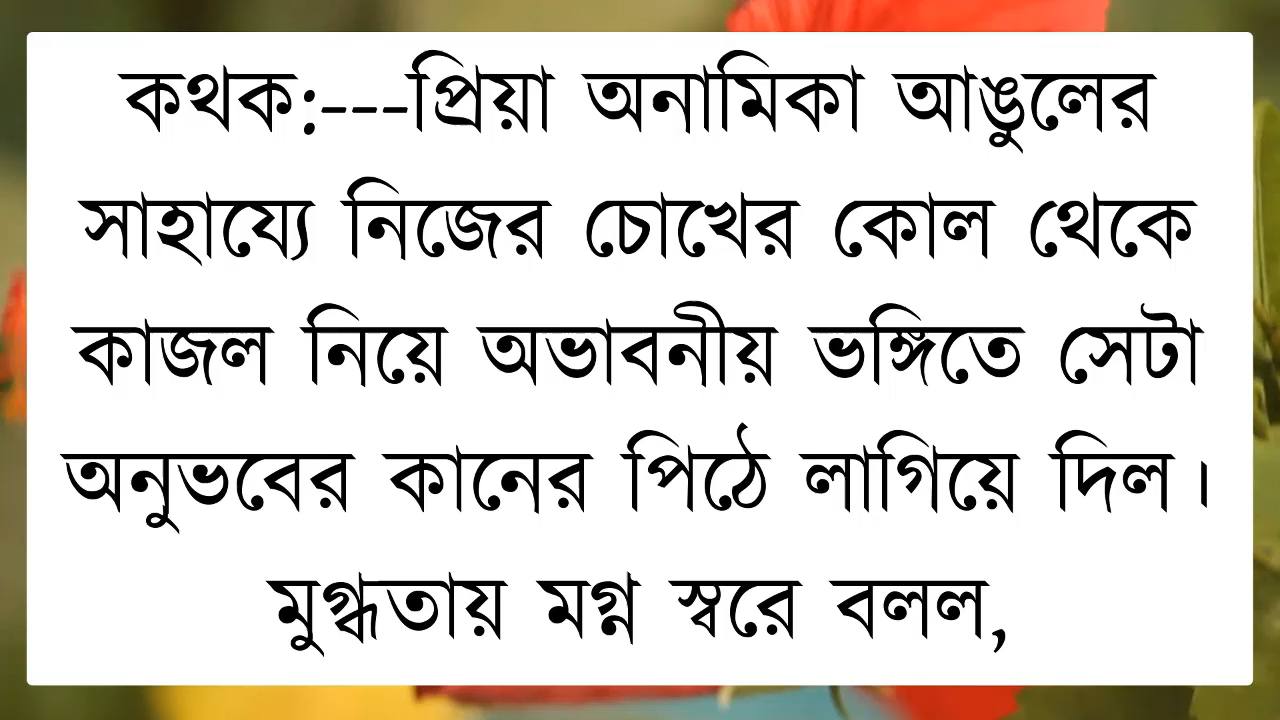 কথক:---প্রিয়া অনামিকা আঙুলের
সাহায্যে নিজের চোখের কোল থেকে
কাজল নিয়ে অভাবনীয় ভঙ্গিতে সেটা
অনুভবের কানের পিঠে লাগিয়ে দিল।
মুগ্ধতায় মগ্ন স্বরে বলল,